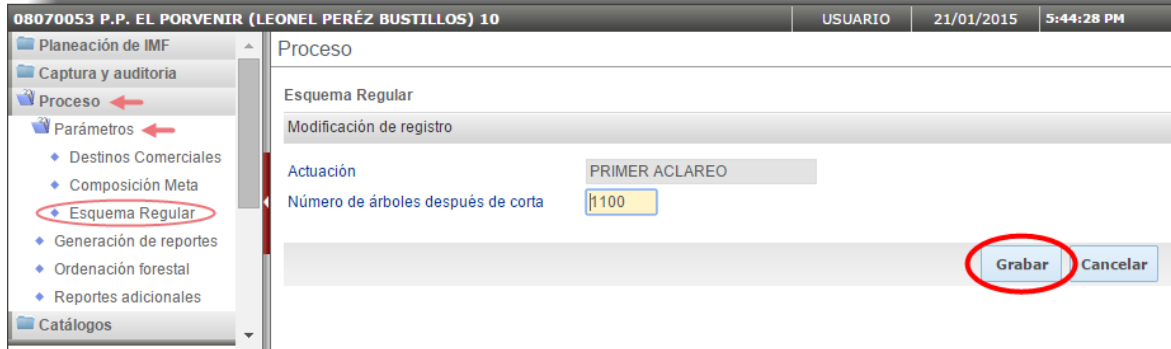 08070053 P.P. EL PORVENIR (LEONEL PERÉZ BUSTILLOS) 10 USUARIO 21/01/2015 5:44:28 PM
Planeación de IMF
Captura y auditoria
Proceso
Parámetros
Destinos Comerciales
Composición Meta
Esquema Regular
Generación de reportes
Ordenación forestal
Reportes adicionales
Catálogos
Proceso
Esquema Regular
Modificación de registro
Actuación PRIMER ACLAREO
Número de árboles después de corta 1100
Grabar Cancelar